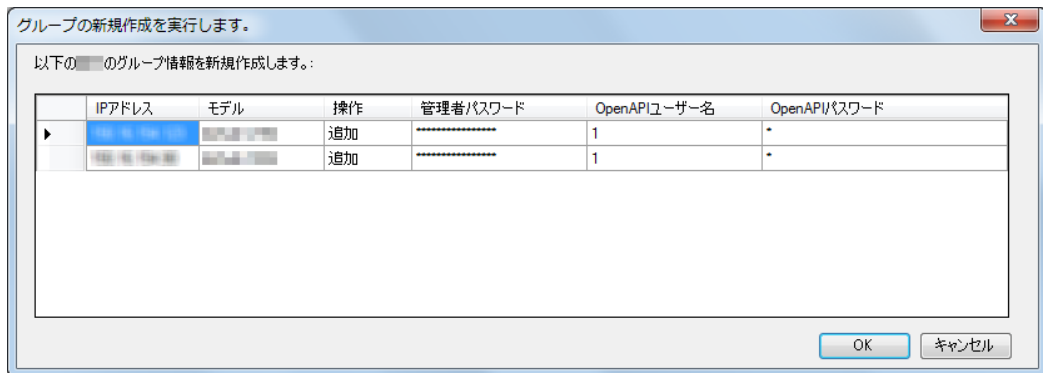 グループの新規作成を実行します。
以下の のグループ情報を新規作成します。:
IPアドレス モデル 操作 管理者パスワード OpenAPIユーザー名 OpenAPIパスワード
追加 **************** 1 *
追加 **************** 1 *
OK キャンセル